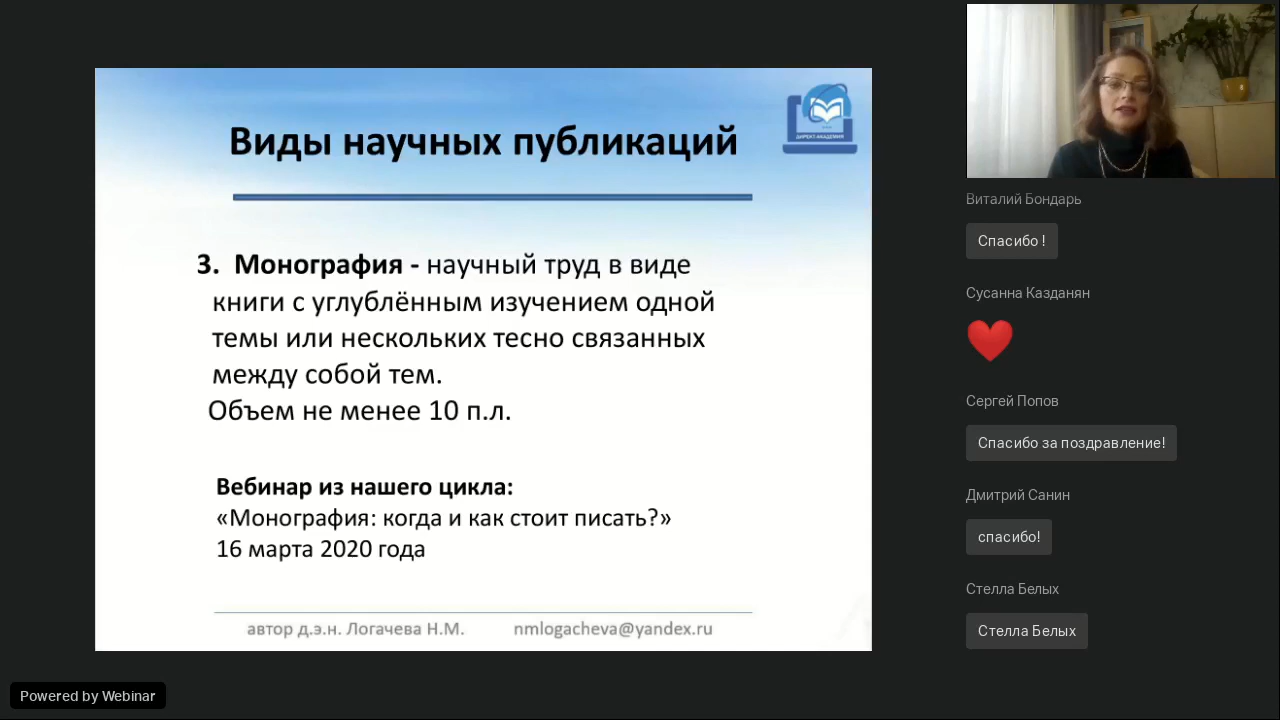 Виды научных публикаций
ДИРЕКТ-АКАДЕМИЯ
3. Монография - научный труд в виде
книги с углублённым изучением одной
темы или нескольких тесно связанных
между собой тем.
Объем не менее 10 п.л.
Вебинар из нашего цикла:
«Монография: когда и как стоит писать?»
16 марта 2020 года
автор д.э.н. Логачева Н.М. nmlogacheva@yandex.ru
Виталий Бондарь
Спасибо !
Сусанна Казданян
Сергей Попов
Спасибо за поздравление!
Дмитрий Санин
спасибо!
Стелла Белых
Стелла Белых
Powered by Webinar